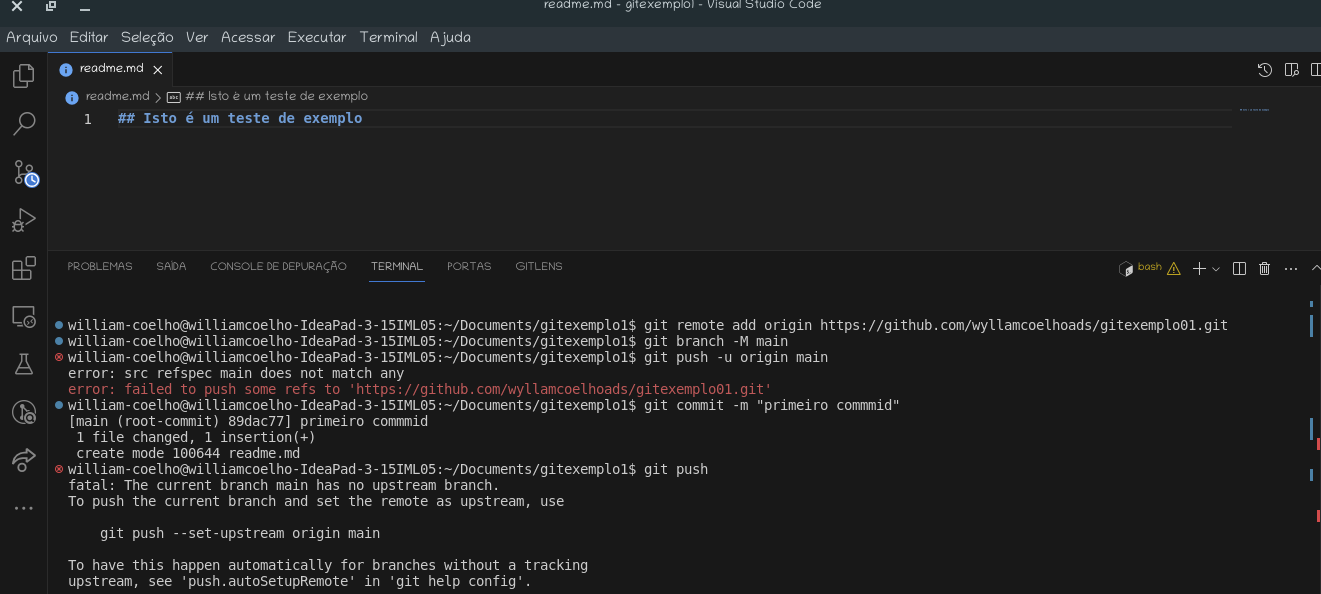 readme.md - gitexemplo1 - Visual Studio Code
Arquivo Editar Seleção Ver Acessar Executar Terminal Ajuda
readme.md
readme.md > ## Isto é um teste de exemplo
1 ## Isto é um teste de exemplo
PROBLEMAS SAÍDA CONSOLE DE DEPURAÇÃO TERMINAL PORTAS GITLENS
bash
william-coelho@williamcoelho-IdeaPad-3-15IML05:~/Documents/gitexemplo1$ git remote add origin https://github.com/wyllamcoelhoads/gitexemplo01.git
william-coelho@williamcoelho-IdeaPad-3-15IML05:~/Documents/gitexemplo1$ git branch -M main
william-coelho@williamcoelho-IdeaPad-3-15IML05:~/Documents/gitexemplo1$ git push -u origin main
error: src refspec main does not match any
error: failed to push some refs to 'https://github.com/wyllamcoelhoads/gitexemplo01.git'
william-coelho@williamcoelho-IdeaPad-3-15IML05:~/Documents/gitexemplo1$ git commit -m "primeiro commmid"
[main (root-commit) 89dac77] primeiro commmid
1 file changed, 1 insertion(+)
create mode 100644 readme.md
william-coelho@williamcoelho-IdeaPad-3-15IML05:~/Documents/gitexemplo1$ git push
fatal: The current branch main has no upstream branch.
To push the current branch and set the remote as upstream, use
git push --set-upstream origin main
To have this happen automatically for branches without a tracking
upstream, see 'push.autoSetupRemote' in 'git help config'.